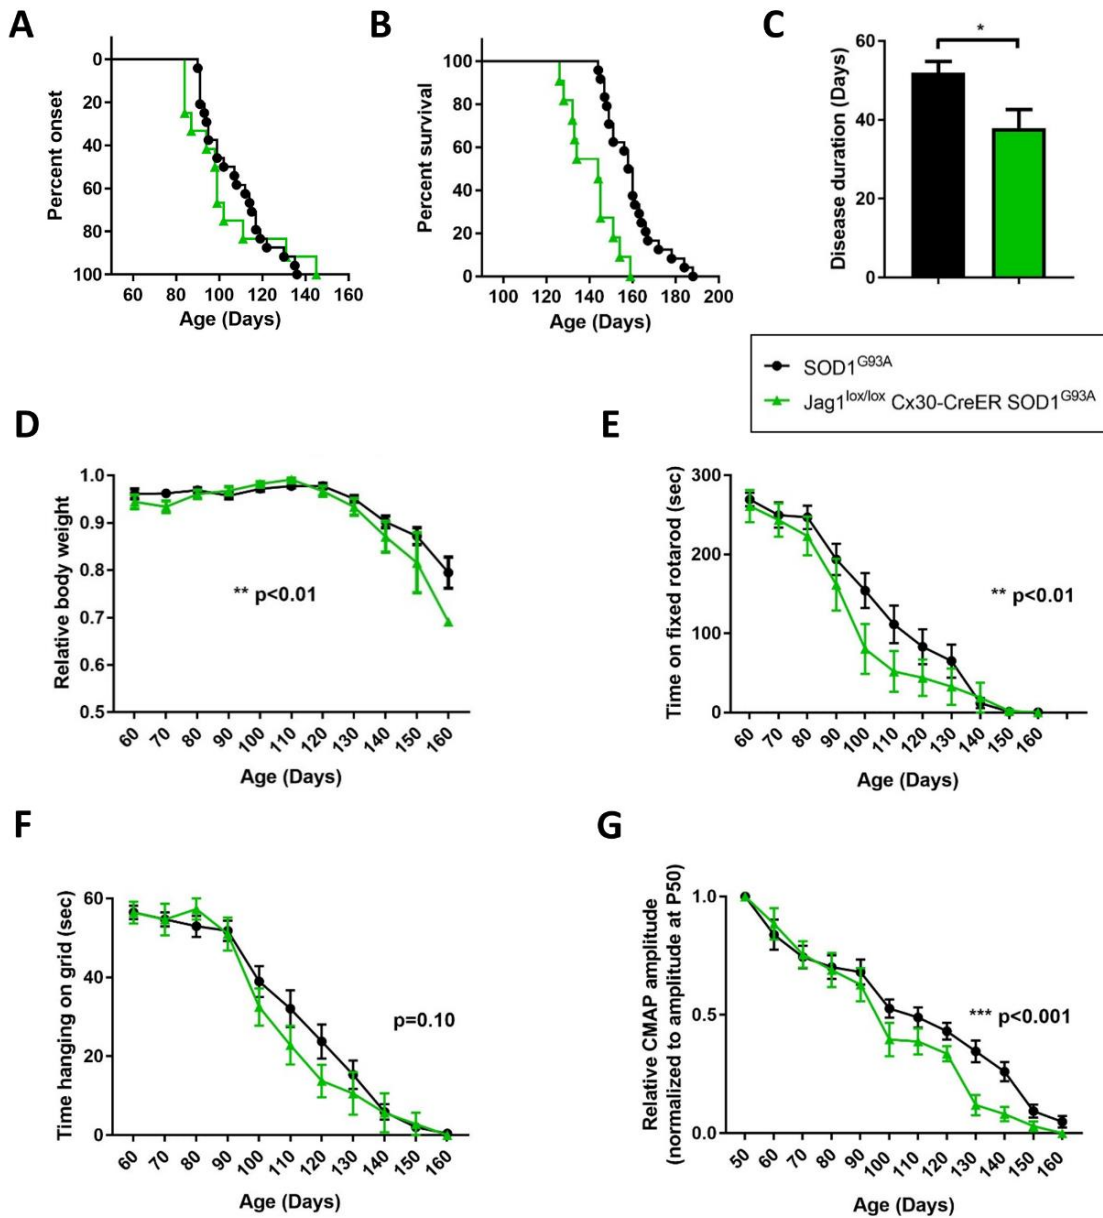 A
Percent onset
0
20
40
60
80
100
60 80 100 120 140 160
Age (Days)
B
Percent survival
100
80
60
40
20
0
100 120 140 160 180 200
Age (Days)
C
Disease duration (Days)
60
40
20
0
*
SOD1^G93A
Jag1^lox/lox Cx30-CreER SOD1^G93A
D
Relative body weight
1.0
0.9
0.8
0.7
0.6
0.5
** p<0.01
60 70 80 90 100 110 120 130 140 150 160
Age (Days)
E
Time on fixed rotarod (sec)
300
200
100
0
** p<0.01
60 70 80 90 100 110 120 130 140 150 160
Age (Days)
F
Time hanging on grid (sec)
60
40
20
0
p=0.10
60 70 80 90 100 110 120 130 140 150 160
Age (Days)
G
Relative CMAP amplitude
(normalized to amplitude at P50)
1.0
0.5
0.0
*** p<0.001
50 60 70 80 90 100 110 120 130 140 150 160
Age (Days)